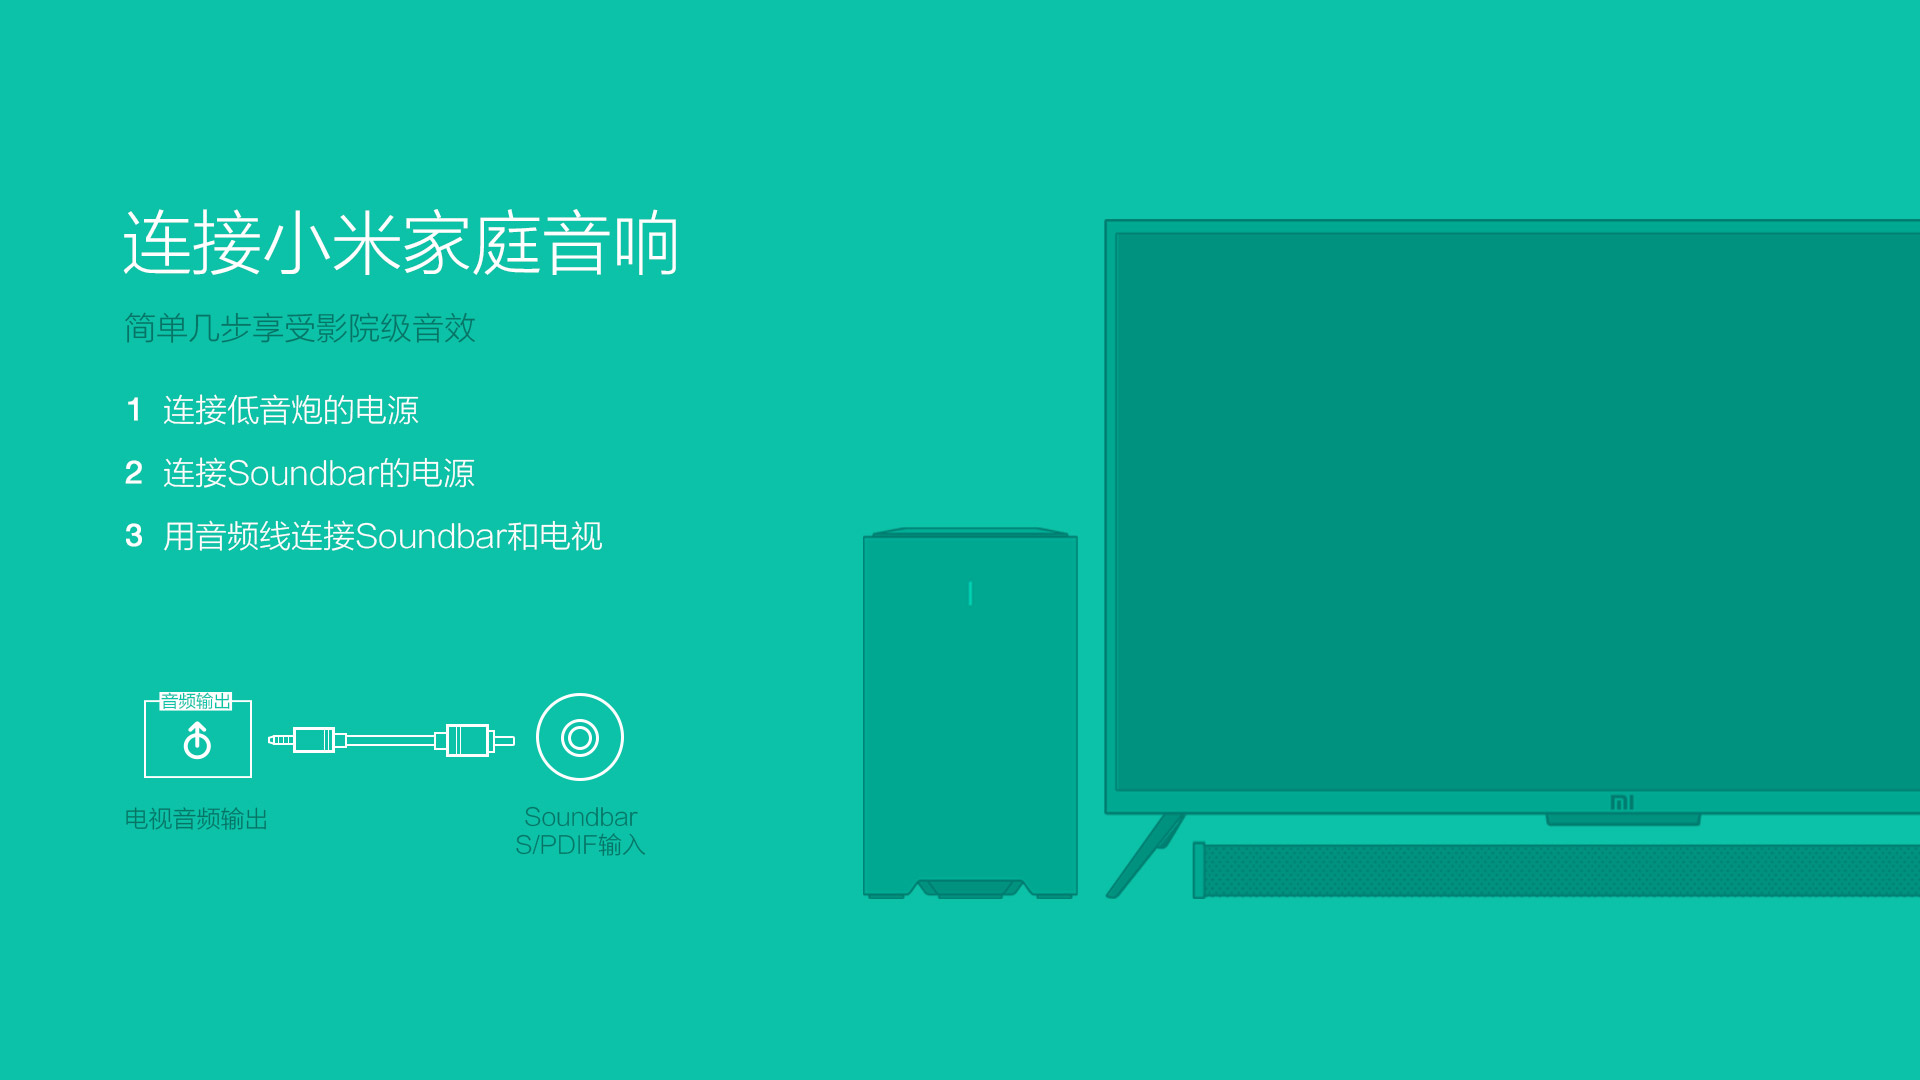 连接小米家庭音响
简单几步享受影院级音效
1 连接低音炮的电源
2 连接Soundbar的电源
3 用音频线连接Soundbar和电视
音频输出
电视音频输出
Soundbar
S/PDIF输入
mi